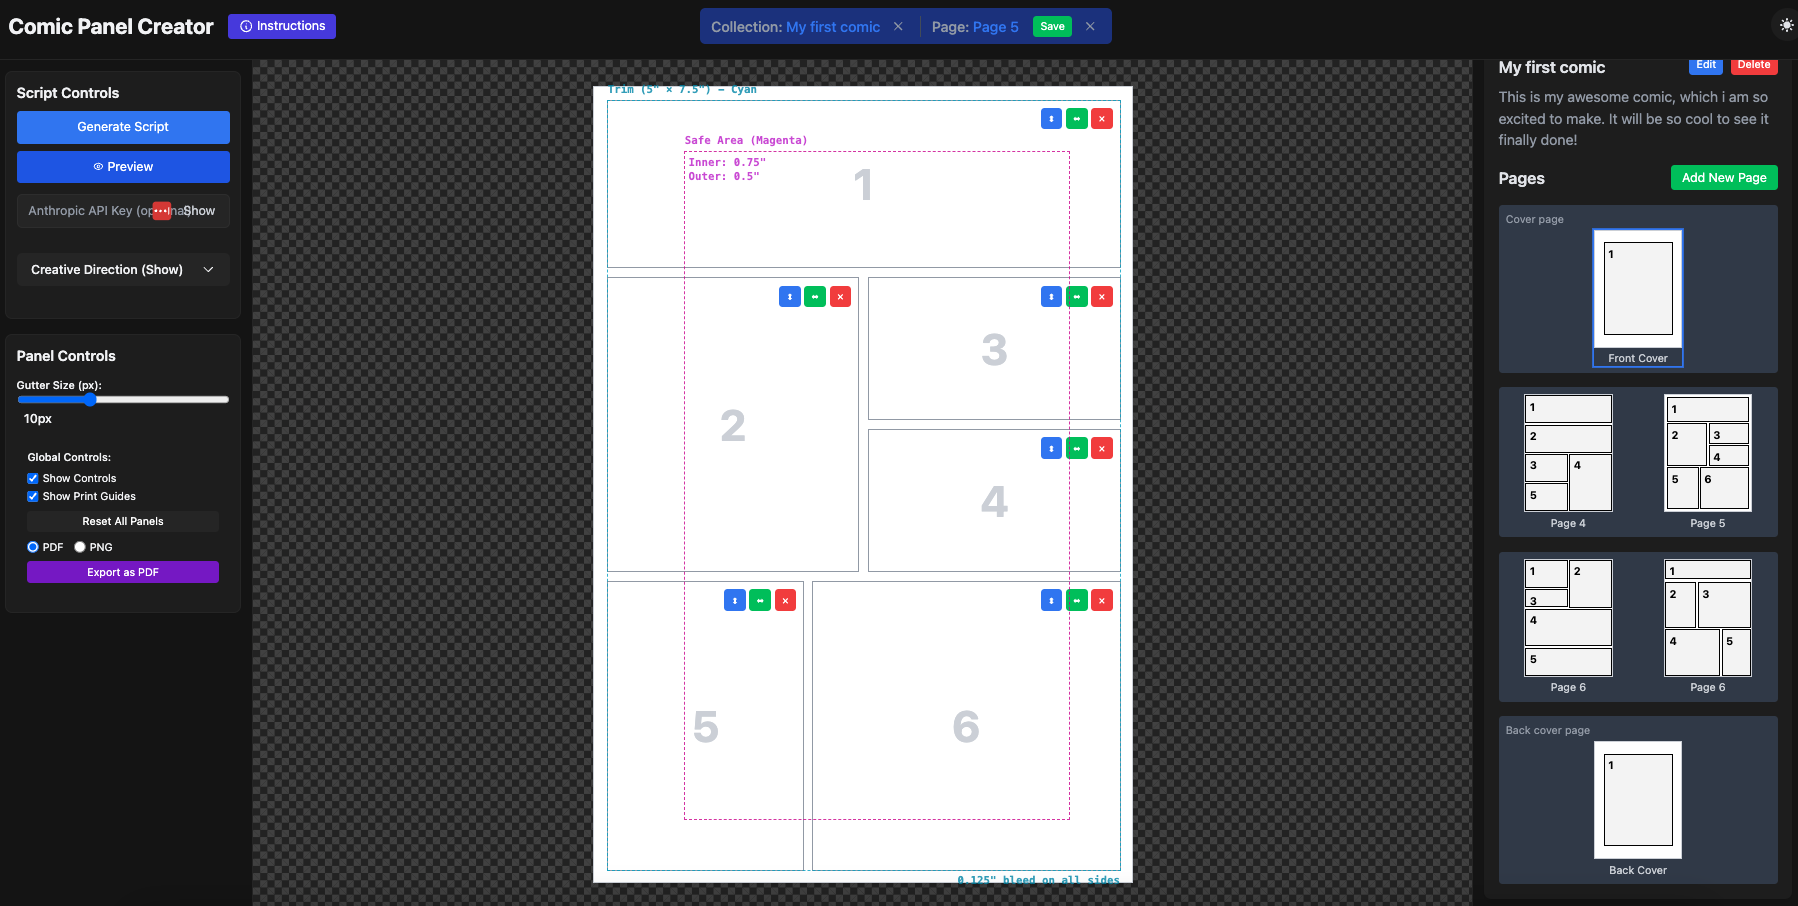 Comic Panel Creator
Instructions
Collection: My first comic ×
Page: Page 5
Save ×
Script Controls
Generate Script
Preview
Anthropic API Key Show
Creative Direction (Show)
Panel Controls
Gutter Size (px):
10px
Global Controls:
Show Controls
Show Print Guides
Reset All Panels
PDF PNG
Export as PDF
Trim (5" × 7.5") – Cyan
Safe Area (Magenta)
Inner: 0.75"
Outer: 0.5"
1
2
3
4
5
6
0.125" bleed on all sides
My first comic
Edit Delete
This is my awesome comic, which i am so
excited to make. It will be so cool to see it
finally done!
Pages
Add New Page
Cover page
1
Front Cover
1
2
3 4
5
Page 4
1
2 3
4
5 6
Page 5
1 2
3
4
5
Page 6
1
2 3
4 5
Page 6
Back cover page
1
Back Cover